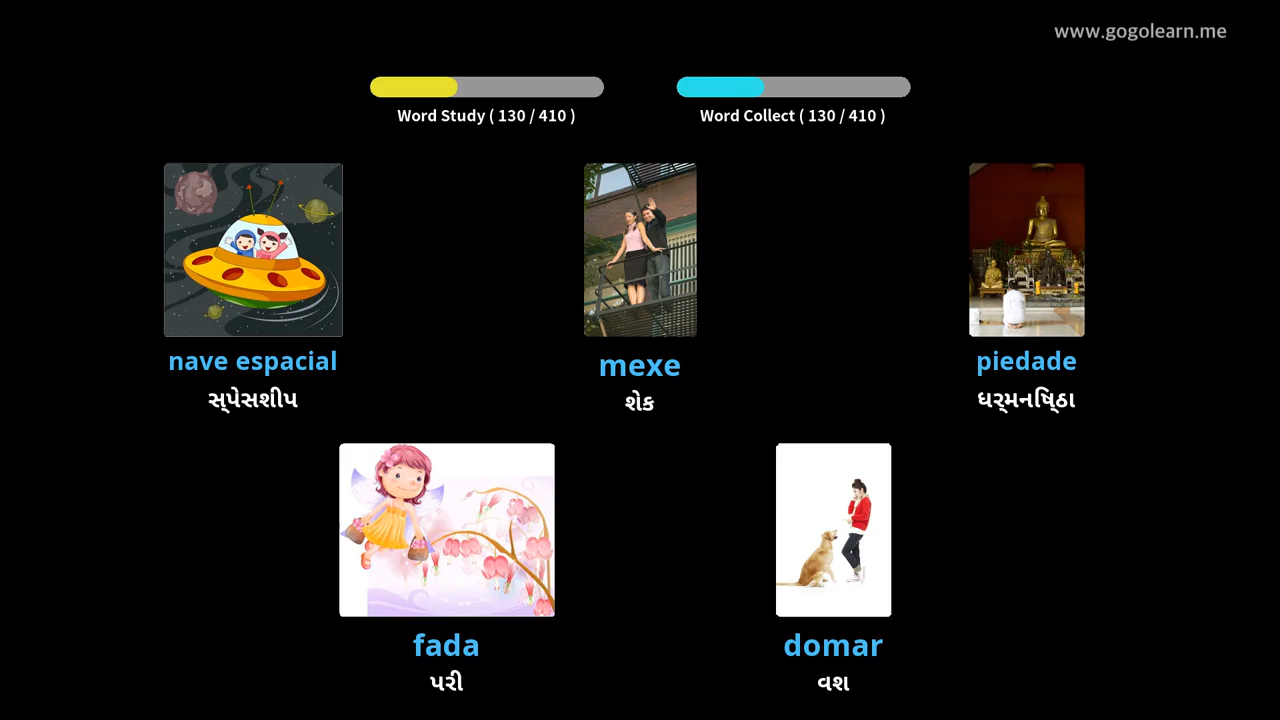 www.gogolearn.me
Word Study ( 130 / 410 )
Word Collect ( 130 / 410 )
nave espacial
સ્પેસશીપ
mexe
શેક
piedade
ધર્મનિષ્ઠા
fada
પરી
domar
વશ